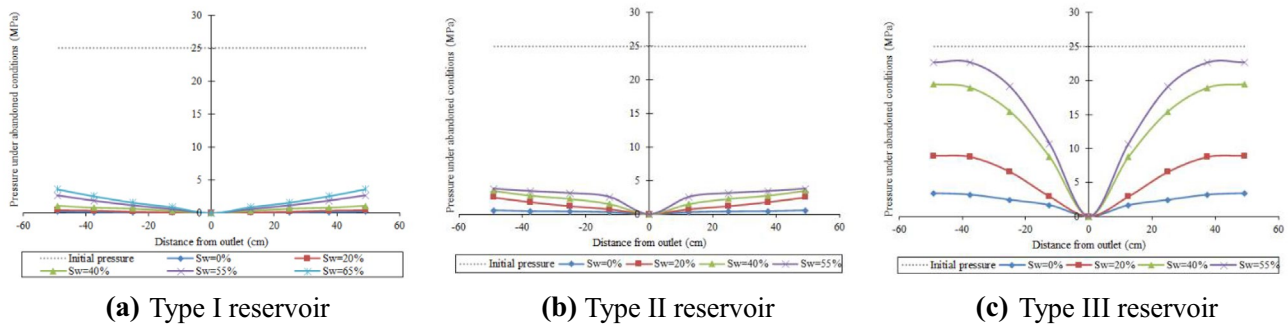 Pressure under abandoned conditions (MPa)
30
25
20
15
10
5
0
-60 -40 -20 0 20 40 60
Distance from outlet (cm)
Initial pressure Sw=0% Sw=20%
Sw=40% Sw=55% Sw=65%
(a) Type I reservoir
Pressure under abandoned conditions (MPa)
30
25
20
15
10
5
0
-60 -40 -20 0 20 40 60
Distance from outlet (cm)
Initial pressure Sw=0% Sw=20% Sw=40% Sw=55%
(b) Type II reservoir
Pressure under abandoned conditions (MPa)
30
25
20
15
10
5
0
-60 -40 -20 0 20 40 60
Distance from outlet (cm)
Initial pressure Sw=0% Sw=20% Sw=40% Sw=55%
(c) Type III reservoir